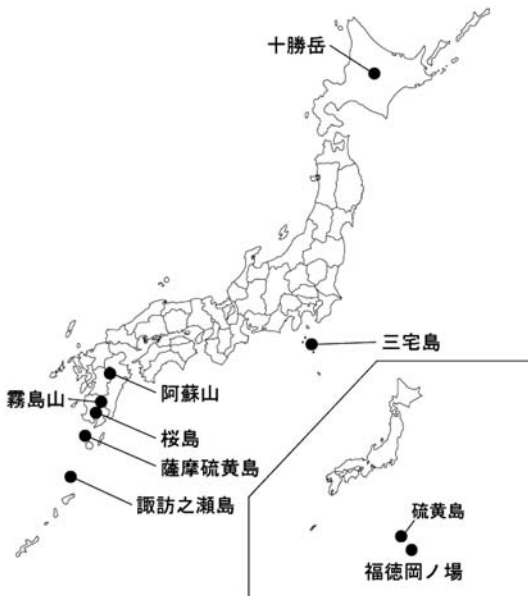 十勝岳
三宅島
阿蘇山
霧島山
桜島
薩摩硫黄島
諏訪之瀬島
硫黄島
福徳岡ノ場